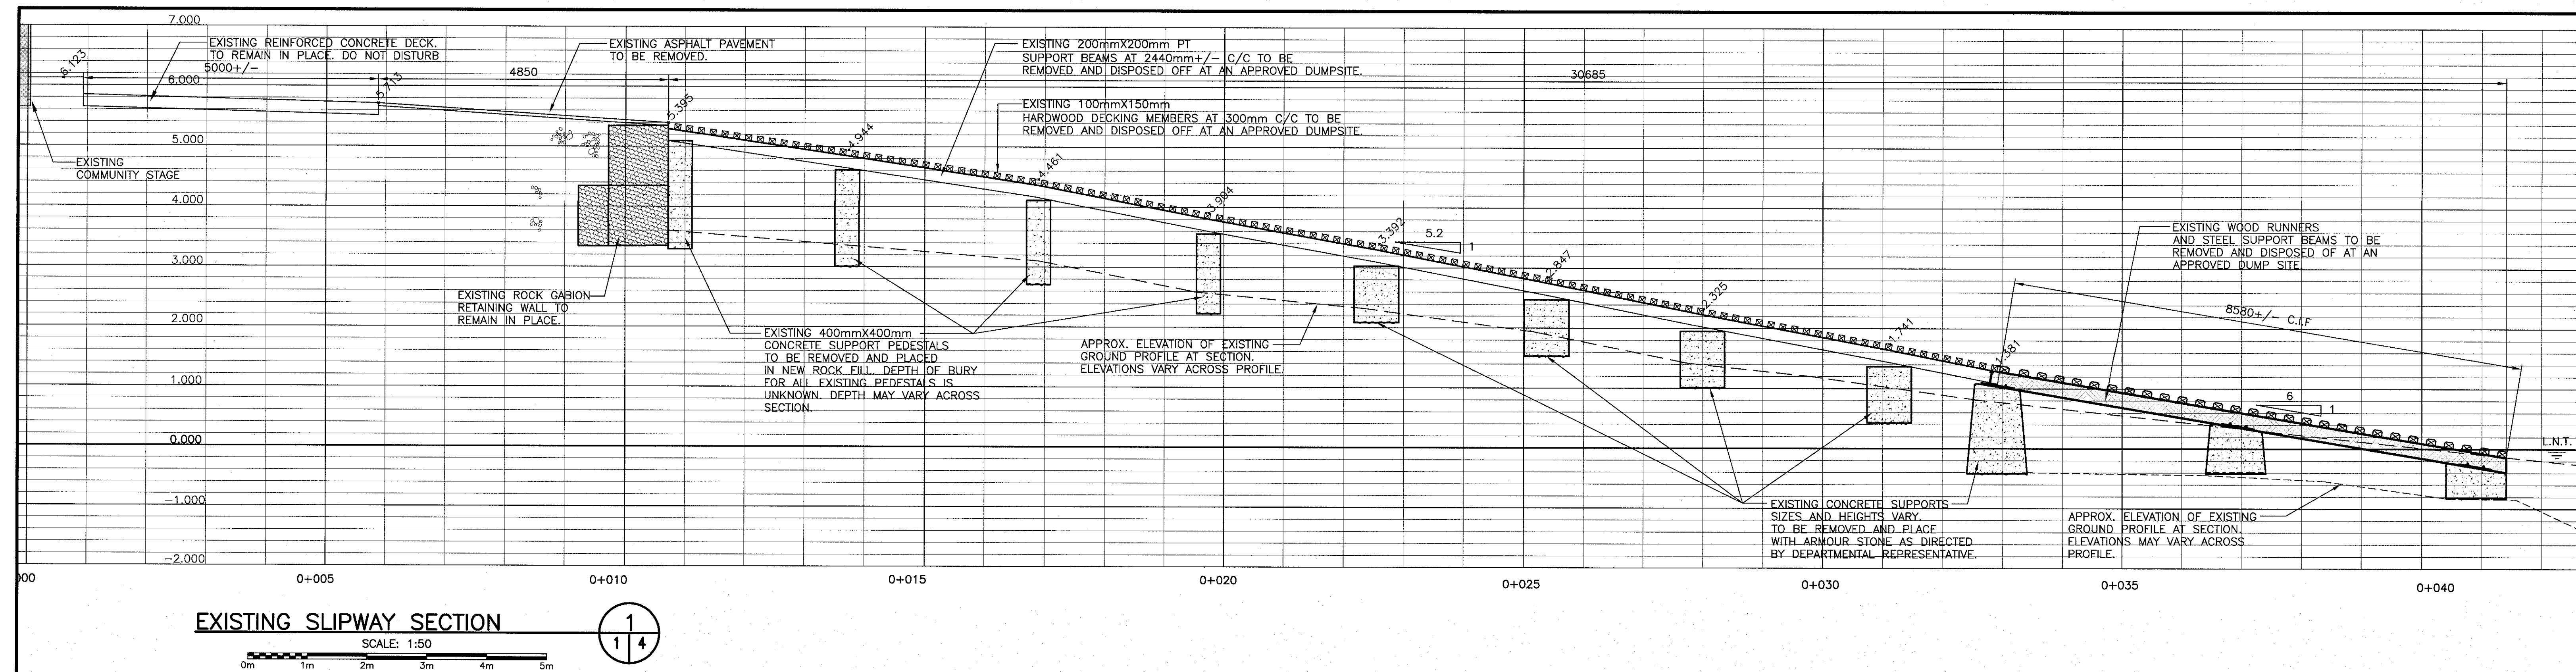 7.000
6.000
5.000
4.000
3.000
2.000
1.000
0.000
-1.000
-2.000
6.123
EXISTING REINFORCED CONCRETE DECK.
TO REMAIN IN PLACE. DO NOT DISTURB
5000+/-
5.713
EXISTING ASPHALT PAVEMENT
TO BE REMOVED.
4850
5.395
EXISTING 200mmX200mm PT
SUPPORT BEAMS AT 2440mm+/- C/C TO BE
REMOVED AND DISPOSED OFF AT AN APPROVED DUMPSITE.
30685
EXISTING 100mmX150mm
HARDWOOD DECKING MEMBERS AT 300mm C/C TO BE
REMOVED AND DISPOSED OFF AT AN APPROVED DUMPSITE.
EXISTING
COMMUNITY STAGE
4.944
4.461
3.904
3.392
5.2
1
2.847
2.325
1.741
1.381
EXISTING WOOD RUNNERS
AND STEEL SUPPORT BEAMS TO BE
REMOVED AND DISPOSED OF AT AN
APPROVED DUMP SITE.
8580+/- C.I.F
6
1
L.N.T.
EXISTING ROCK GABION
RETAINING WALL TO
REMAIN IN PLACE.
EXISTING 400mmX400mm
CONCRETE SUPPORT PEDESTALS
TO BE REMOVED AND PLACED
IN NEW ROCK FILL. DEPTH OF BURY
FOR ALL EXISTING PEDESTALS IS
UNKNOWN. DEPTH MAY VARY ACROSS
SECTION.
APPROX. ELEVATION OF EXISTING
GROUND PROFILE AT SECTION.
ELEVATIONS VARY ACROSS PROFILE.
EXISTING CONCRETE SUPPORTS
SIZES AND HEIGHTS VARY.
TO BE REMOVED AND PLACE
WITH ARMOUR STONE AS DIRECTED
BY DEPARTMENTAL REPRESENTATIVE.
APPROX. ELEVATION OF EXISTING
GROUND PROFILE AT SECTION.
ELEVATIONS MAY VARY ACROSS
PROFILE.
000
0+005
0+010
0+015
0+020
0+025
0+030
0+035
0+040
EXISTING SLIPWAY SECTION
SCALE: 1:50
1
1 4
0m 1m 2m 3m 4m 5m